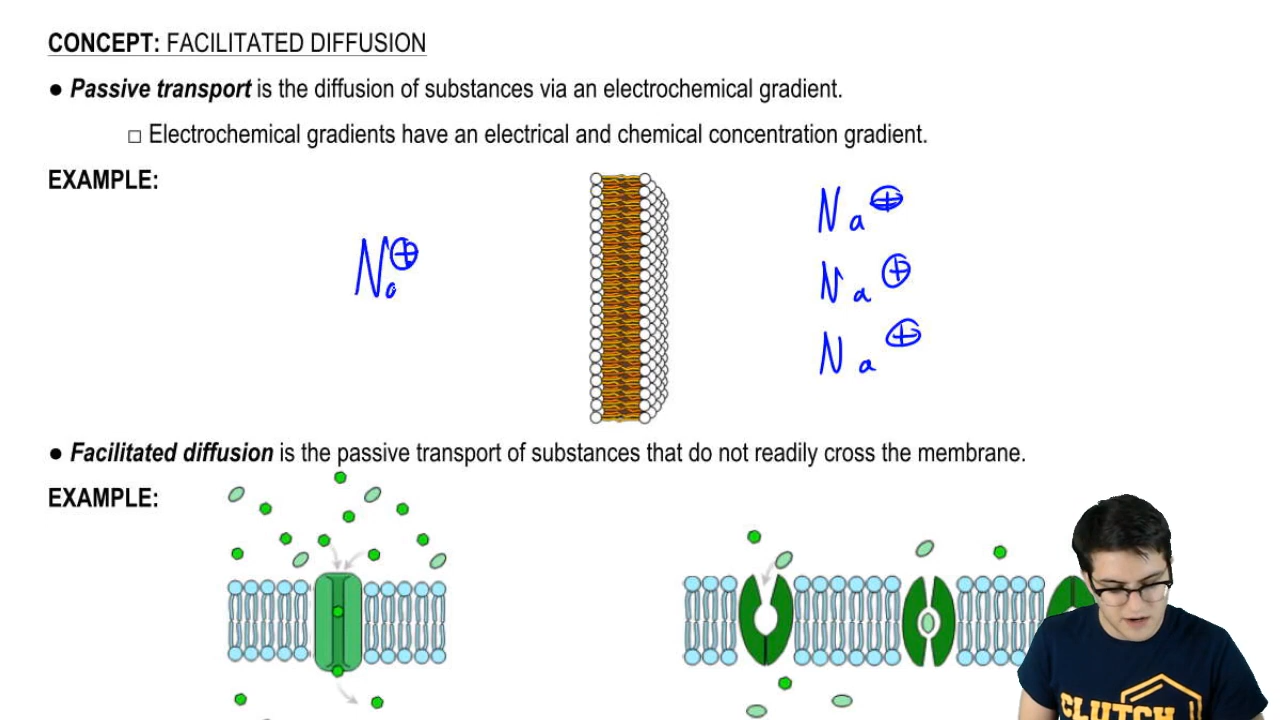 CONCEPT: FACILITATED DIFFUSION
● Passive transport is the diffusion of substances via an electrochemical gradient.
□ Electrochemical gradients have an electrical and chemical concentration gradient.
EXAMPLE:
Na⊕
Na⊕
Na⊕
Na⊕
● Facilitated diffusion is the passive transport of substances that do not readily cross the membrane.
EXAMPLE:
CLUTCH